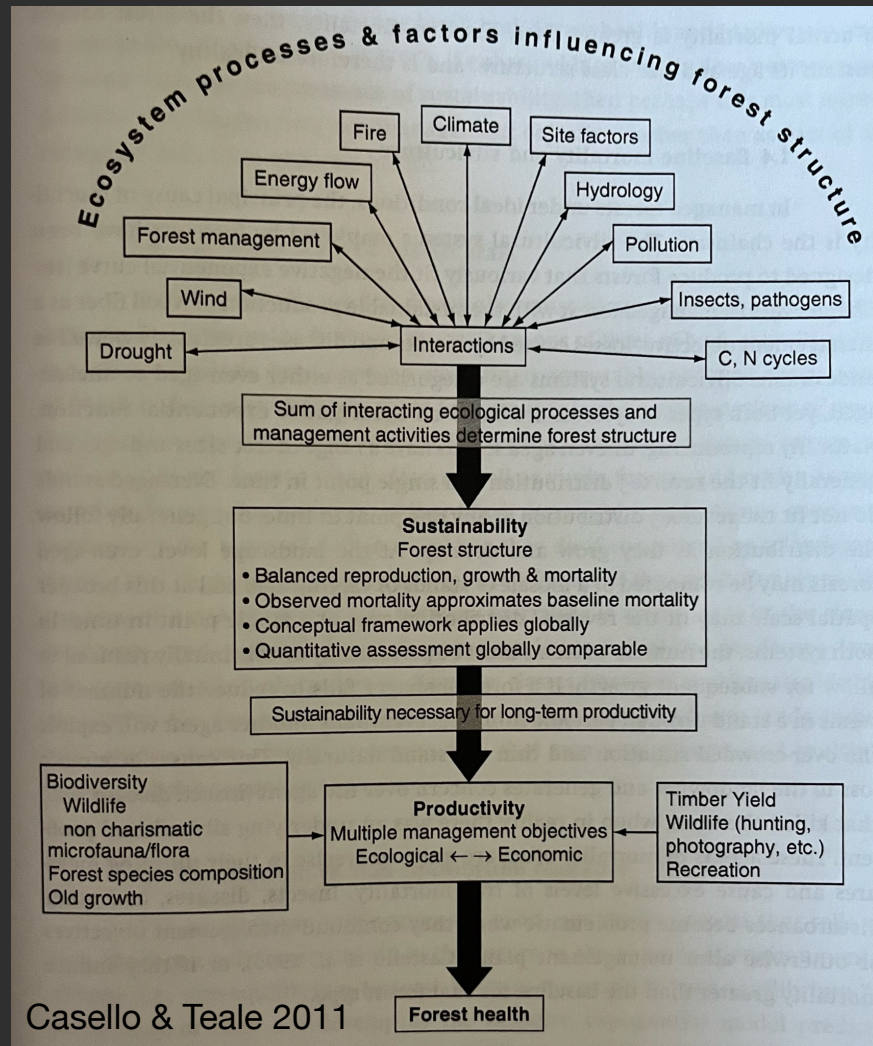 Ecosystem processes & factors influencing forest structure
Fire
Climate
Site factors
Energy flow
Hydrology
Forest management
Pollution
Wind
Insects, pathogens
Drought
Interactions
C, N cycles
Sum of interacting ecological processes and
management activities determine forest structure
Sustainability
Forest structure
• Balanced reproduction, growth & mortality
• Observed mortality approximates baseline mortality
• Conceptual framework applies globally
• Quantitative assessment globally comparable
Sustainability necessary for long-term productivity
Biodiversity
Wildlife
non charismatic
microfauna/flora
Forest species composition
Old growth
Productivity
Multiple management objectives
Ecological ← → Economic
Timber Yield
Wildlife (hunting,
photography, etc.)
Recreation
Forest health
Casello & Teale 2011